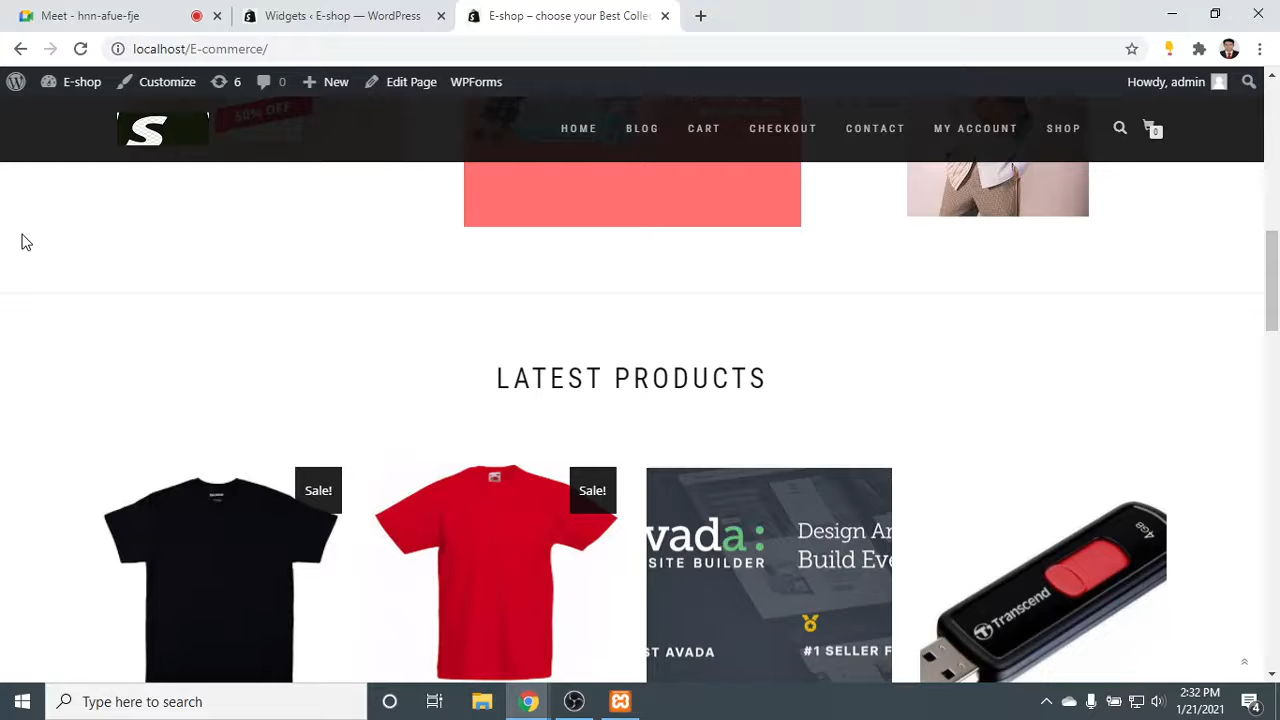 Meet - hnn-afue-fje
Widgets ‹ E-shop — WordPress
E-shop – choose your Best Colle
localhost/E-commerce/
E-shop Customize 6 0 New Edit Page WPForms Howdy, admin
50% OFF
S HOME BLOG CART CHECKOUT CONTACT MY ACCOUNT SHOP 0
LATEST PRODUCTS
Sale!
Sale!
vada:
SITE BUILDER
Design An
Build Eve
ST AVADA
#1 SELLER F
Transcend
4GB
Type here to search
2:32 PM
1/21/2021
4